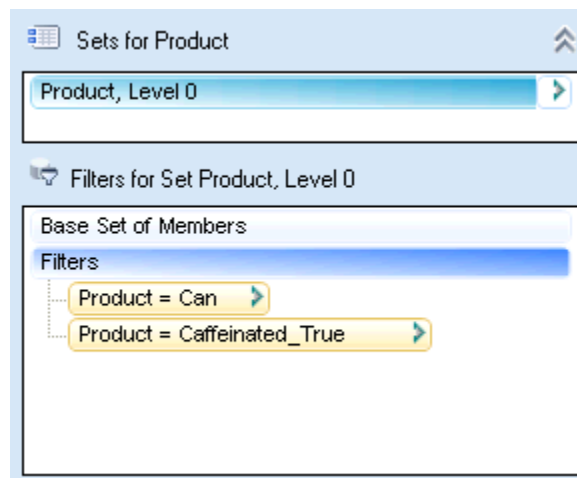 Sets for Product
Product, Level 0
Filters for Set Product, Level 0
Base Set of Members
Filters
Product = Can
Product = Caffeinated_True